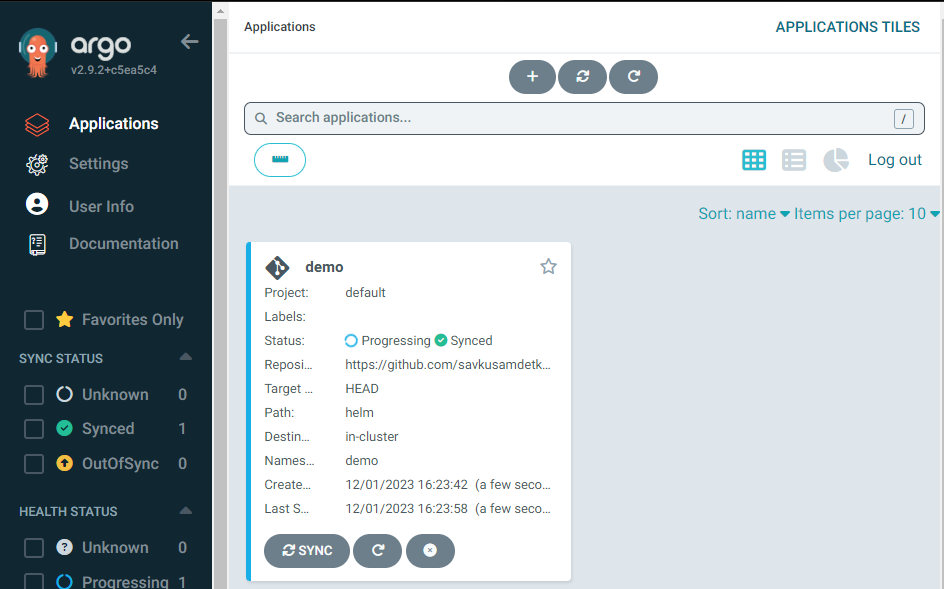 argo
v2.9.2+c5ea5c4
Applications
Settings
User Info
Documentation
Favorites Only
SYNC STATUS
Unknown 0
Synced 1
OutOfSync 0
HEALTH STATUS
Unknown 0
Progressing 1
Applications
APPLICATIONS TILES
Search applications... /
Log out
Sort: name Items per page: 10
demo
Project: default
Labels:
Status: Progressing Synced
Reposi... https://github.com/savkusamdetk...
Target ... HEAD
Path: helm
Destin... in-cluster
Names... demo
Create... 12/01/2023 16:23:42 (a few seco...
Last S... 12/01/2023 16:23:58 (a few seco...
SYNC